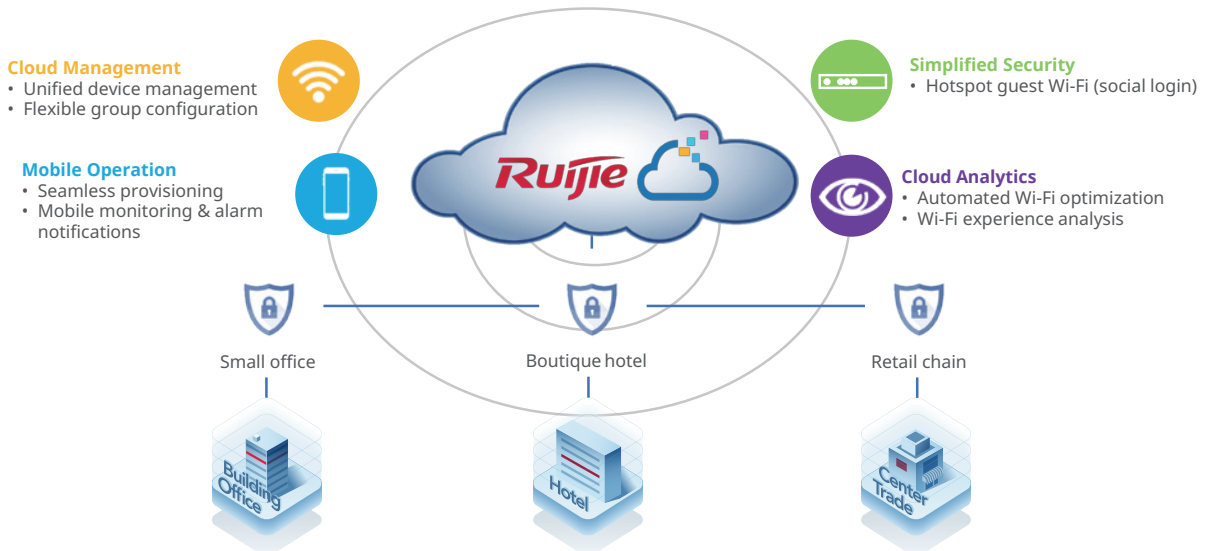 Cloud Management
• Unified device management
• Flexible group configuration
Mobile Operation
• Seamless provisioning
• Mobile monitoring & alarm
notifications
Ruijie
Simplified Security
• Hotspot guest Wi-Fi (social login)
Cloud Analytics
• Automated Wi-Fi optimization
• Wi-Fi experience analysis
Small office
Boutique hotel
Retail chain
Building
Office
Hotel
Center
Trade